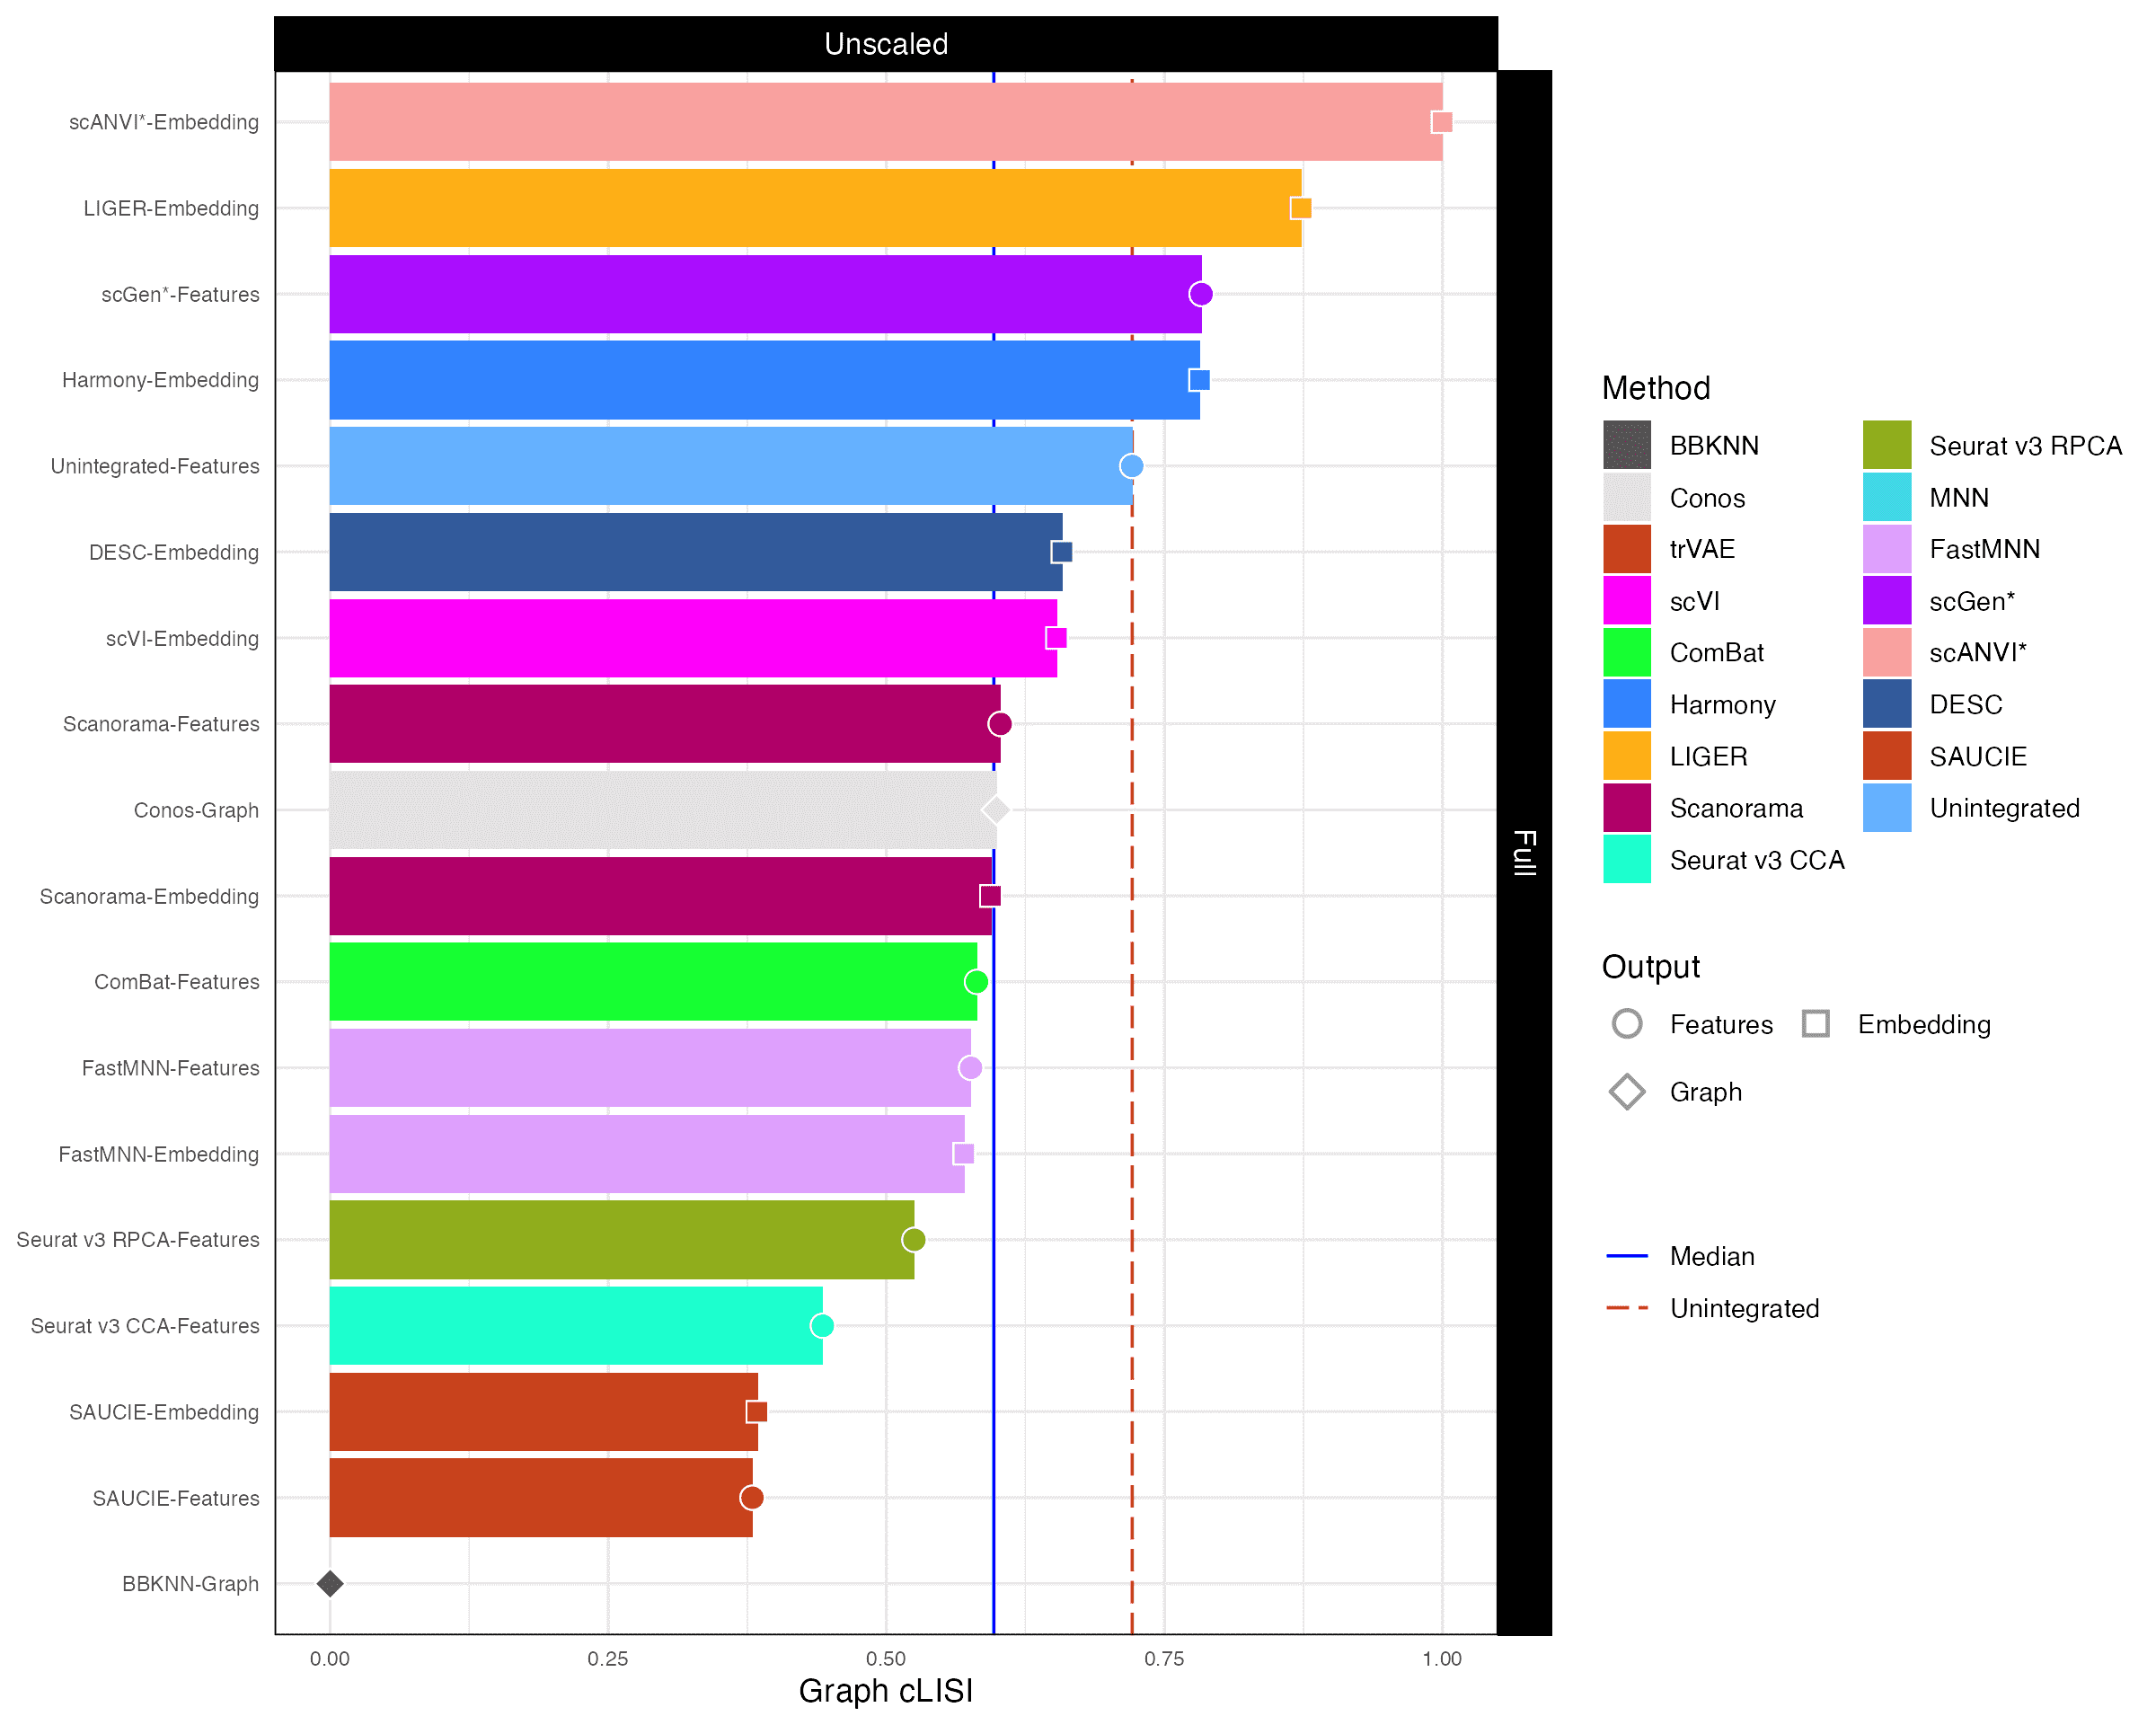 Unscaled
scANVI*-Embedding
LIGER-Embedding
scGen*-Features
Harmony-Embedding
Unintegrated-Features
DESC-Embedding
scVI-Embedding
Scanorama-Features
Conos-Graph
Scanorama-Embedding
ComBat-Features
FastMNN-Features
FastMNN-Embedding
Seurat v3 RPCA-Features
Seurat v3 CCA-Features
SAUCIE-Embedding
SAUCIE-Features
BBKNN-Graph
0.00 0.25 0.50 0.75 1.00
Graph cLISI
Full
Method
BBKNN
Conos
trVAE
scVI
ComBat
Harmony
LIGER
Scanorama
Seurat v3 CCA
Seurat v3 RPCA
MNN
FastMNN
scGen*
scANVI*
DESC
SAUCIE
Unintegrated
Output
Features Embedding
Graph
Median
Unintegrated